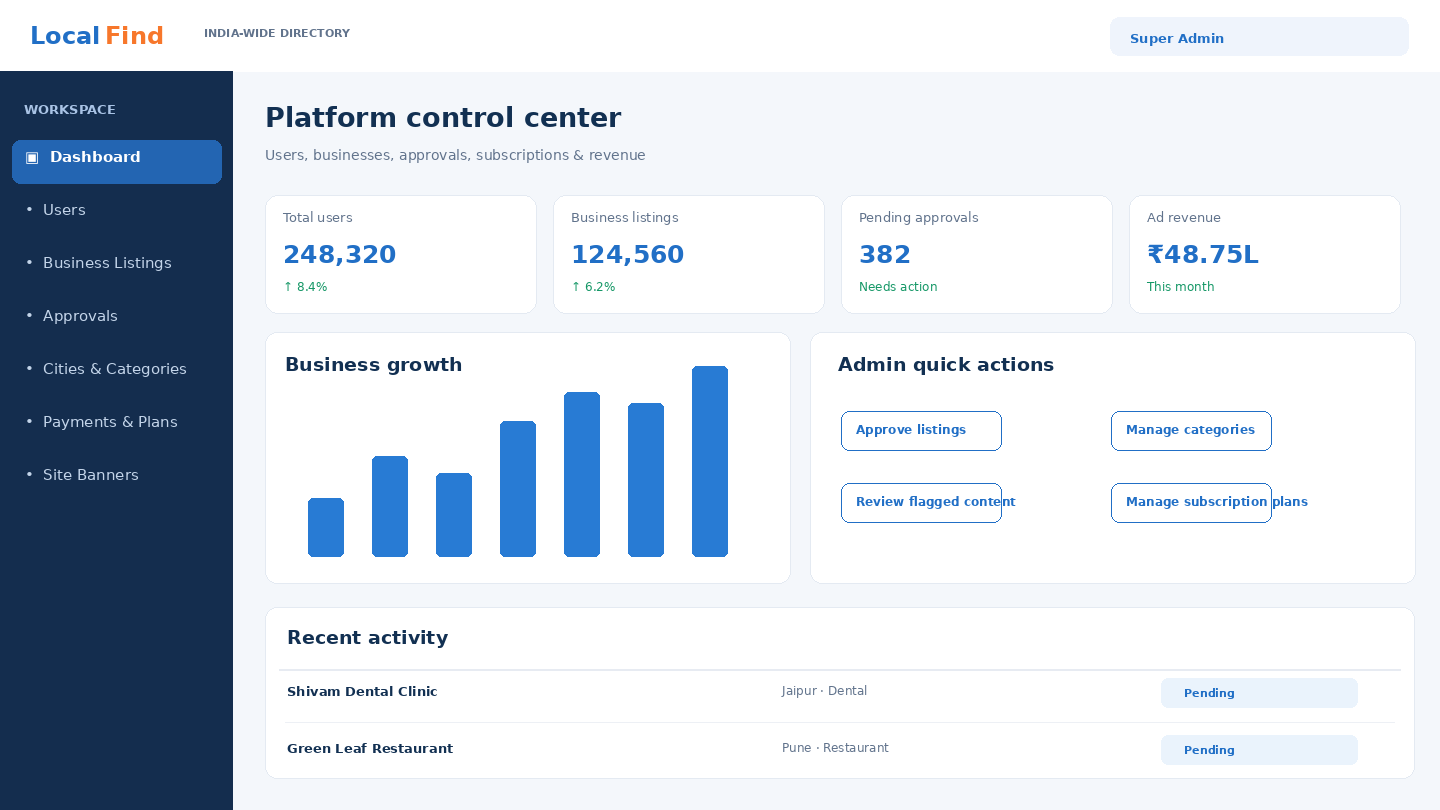 LocalFind
INDIA-WIDE DIRECTORY
Super Admin
WORKSPACE
▣ Dashboard
• Users
• Business Listings
• Approvals
• Cities & Categories
• Payments & Plans
• Site Banners
Platform control center
Users, businesses, approvals, subscriptions & revenue
Total users
248,320
↑ 8.4%
Business listings
124,560
↑ 6.2%
Pending approvals
382
Needs action
Ad revenue
₹48.75L
This month
Business growth
Admin quick actions
Approve listings
Manage categories
Review flagged content
Manage subscription plans
Recent activity
Shivam Dental Clinic Jaipur · Dental Pending
Green Leaf Restaurant Pune · Restaurant Pending